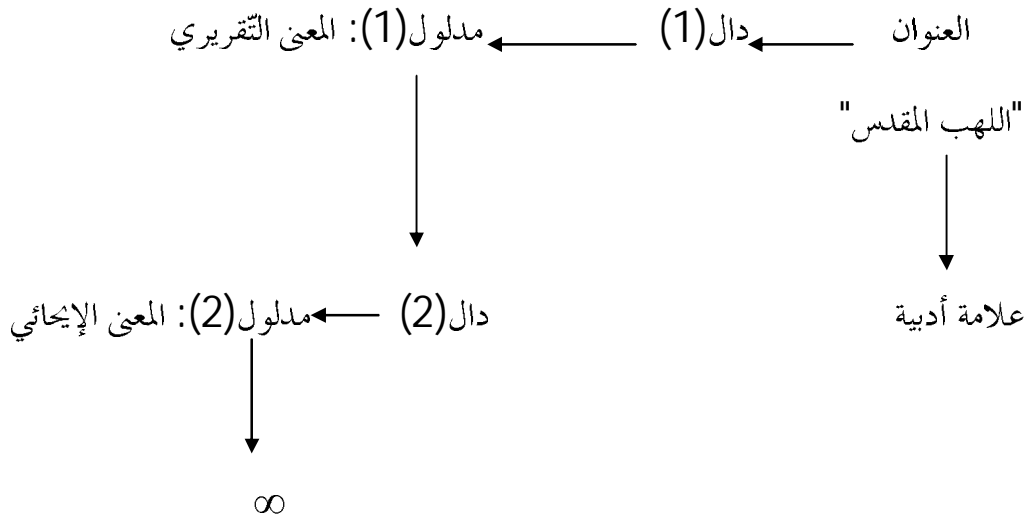 العنوان دال(1) مدلول(1): المعنى التّقريري
"اللهب المقدس"
علامة أدبية دال(2) مدلول(2): المعنى الإيحائي
∞